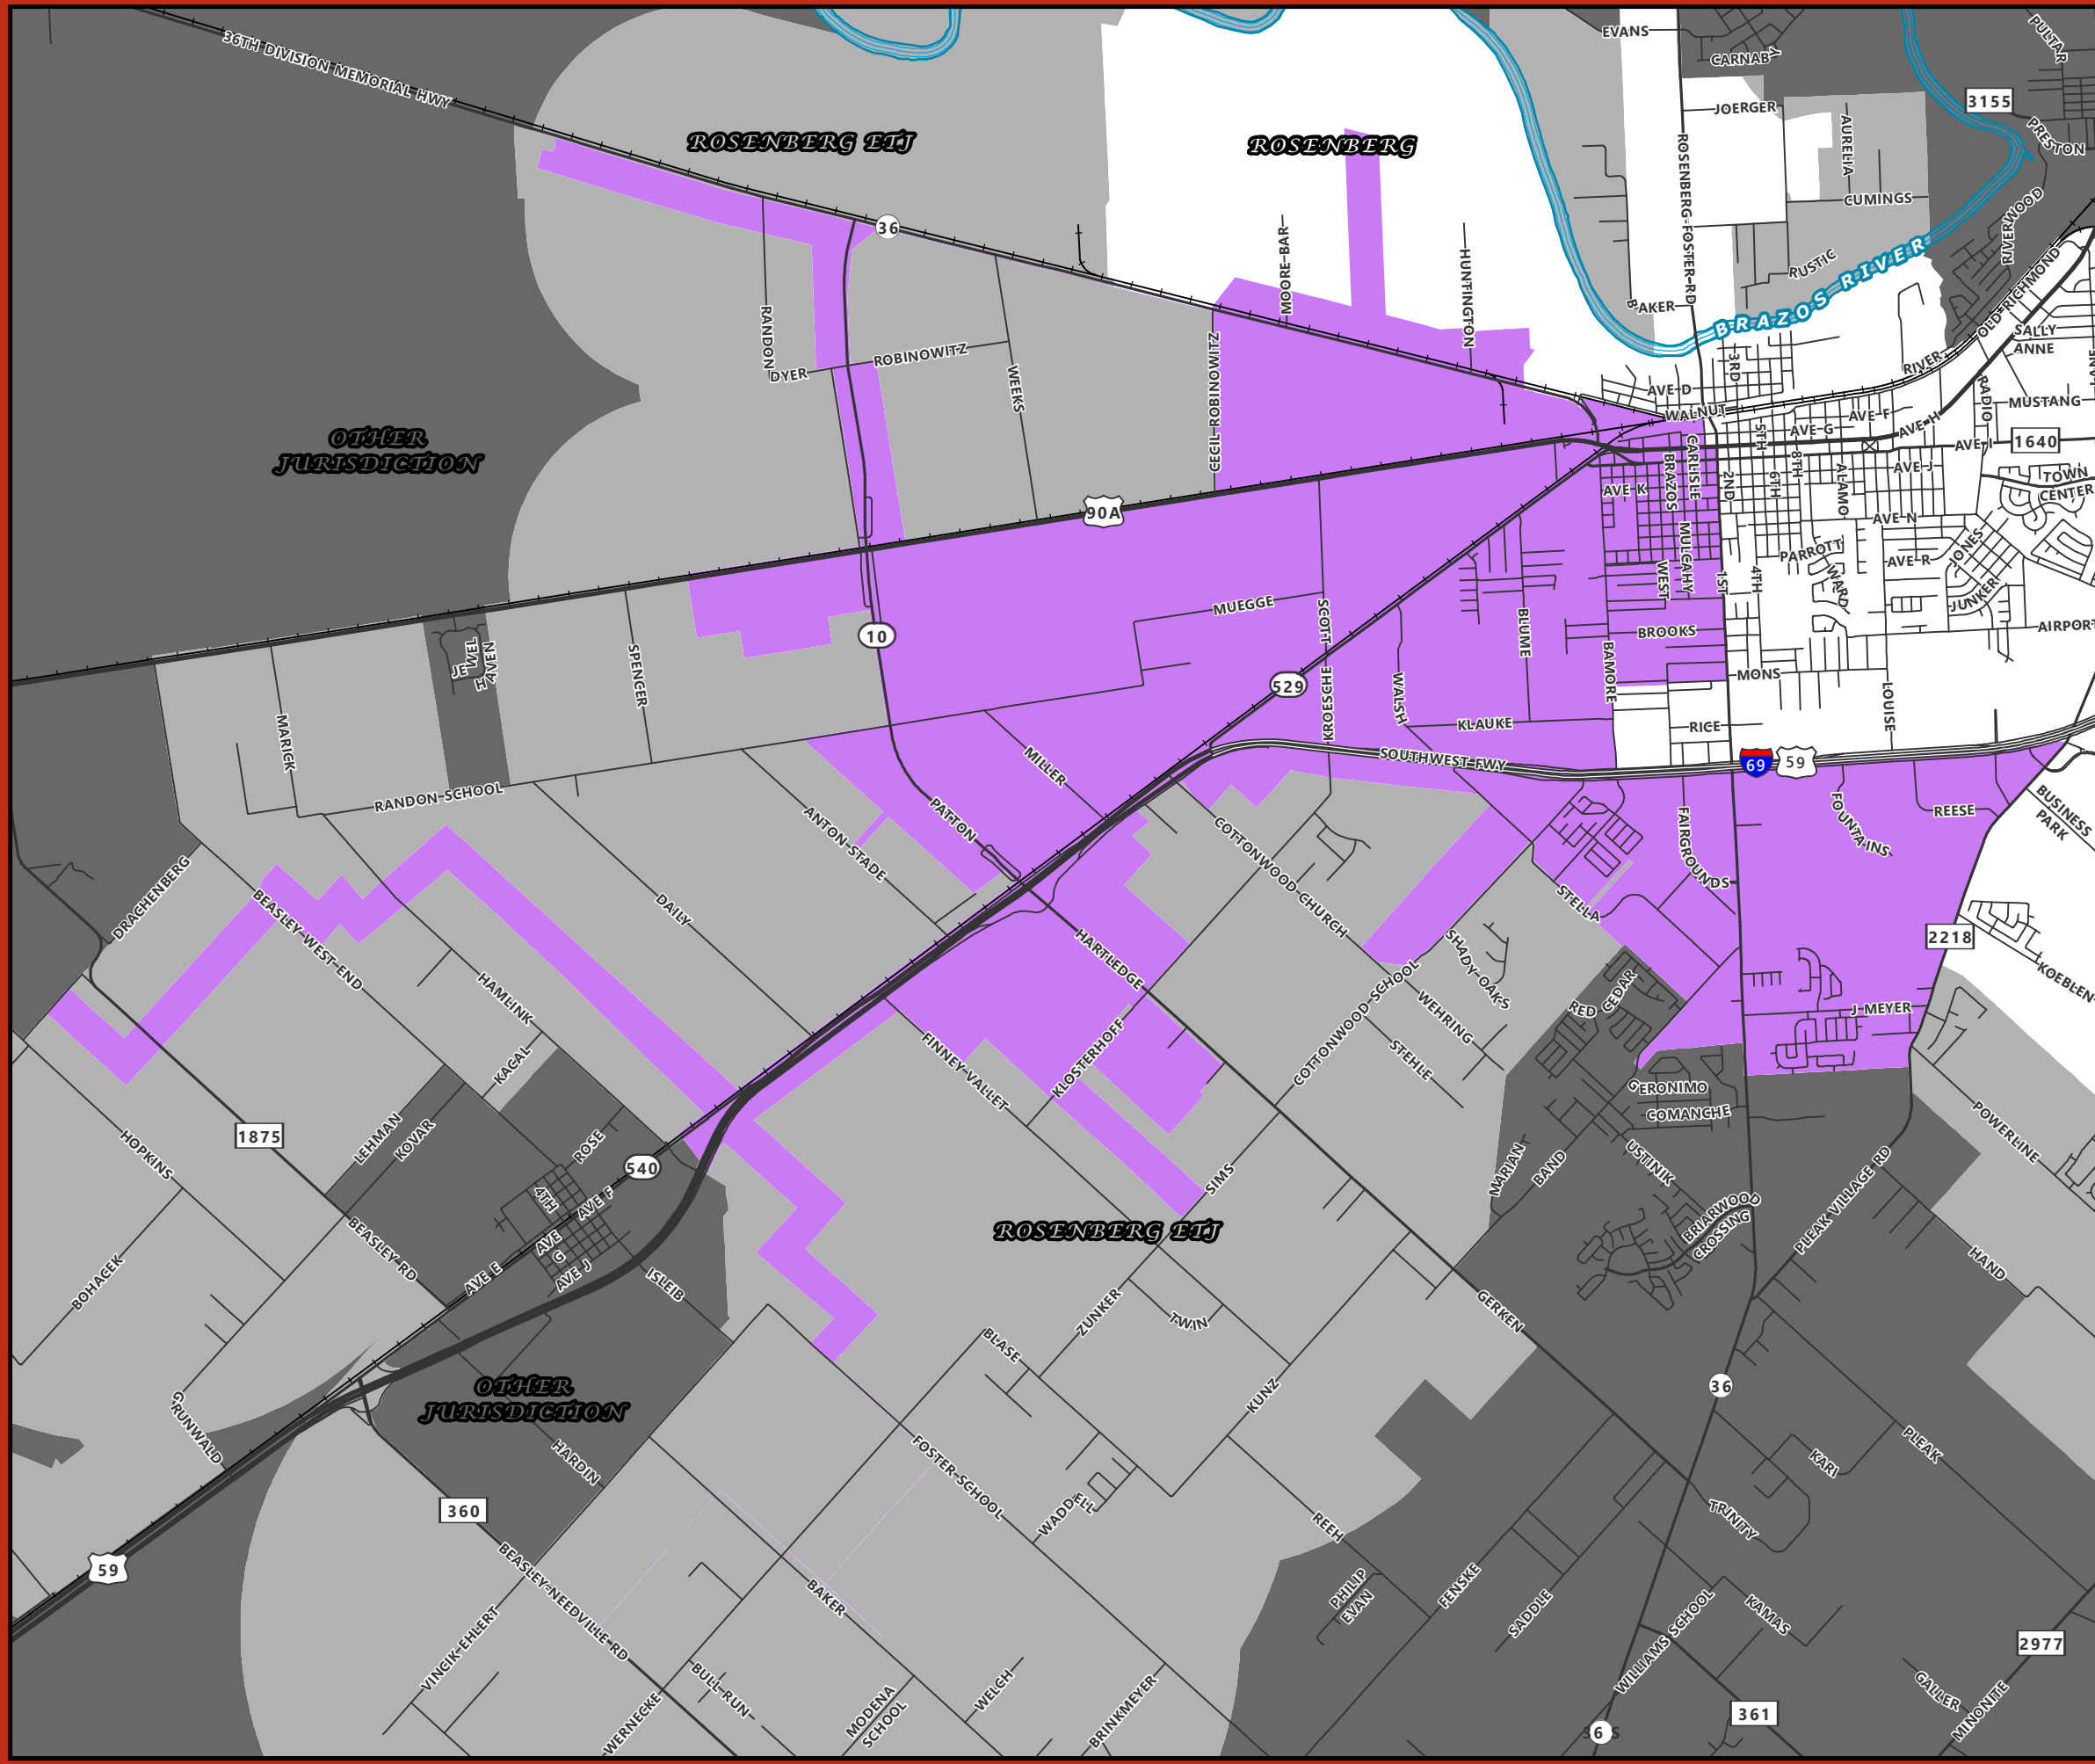 EVANS
CARNABY
PULTAR
36TH DIVISION MEMORIAL HWY
3155
JOERGER
AURELIA
PRESTON
ROSENBERG ETJ
ROSENBERG
ROSENBERG-FOSTER RD
CUMINGS
RIVERWOOD
36
MOORE-BAR
HUNTINGTON
RUSTIC
BRAZOS RIVER
OLD RICHMOND
BAKER
RANDON
ROBINOWITZ
DYER
WEEKS
CECIL ROBINOWITZ
3RD
SALLY
ANNE
RIVER
LANE
AVE D
WALNUT
AVE F
AVE H
RADIO
MUSTANG
AVE G
5TH
AVE I
1640
OTHER
JURISDICTION
CARLISLE
BRAZOS
8TH
AVE J
TOWN
CENTER
AVE K
2ND
6TH
ALAMO
90A
AVE N
MULCAHY
PARROTT
JONES
AVE R
WEST
1ST
4TH
WARD
JUNKER
MUEGGE
SCOTT
BLUME
BROOKS
AIRPORT
10
JEWEL
HAVEN
SPENGER
KROESCHE
529
WALSH
BAMORE
MONS
LOUISE
MARICK
KLAUKE
RICE
SOUTHWEST FWY
69
59
MILLER
RANDON SCHOOL
PATTON
ANTON STADE
COTTONWOOD CHURCH
FAIRGROUNDS
FOUNTAINS
REESE
BUSINESS
PARK
DRACHENBERG
BEASLEY WEST END
DAILY
STELLA
HARTLEDGE
SHADY OAKS
2218
KOEBLEN
HAMLINK
COTTONWOOD SCHOOL
WEHRING
RED CEDAR
J MEYER
KACAL
FINNEY-VALLET
KLOSTERHOFF
STEHLE
GERONIMO
COMANCHE
POWERLINE
1875
HOPKINS
LEHMAN
KOVAR
ROSE
540
4TH
AVE F
SIMS
MARIAN
BAND
USTINIK
BRIARWOOD
CROSSING
PLEAK VILLAGE RD
ROSENBERG ETJ
BEASLEY RD
AVE
G
AVE E
AVE J
ISLEIB
BOHACEK
HAND
ZUNKER
TWIN
GERKEN
BLASE
OTHER
JURISDICTION
KUNZ
36
GRUNWALD
HARDIN
FOSTER SCHOOL
PLEAK
KARI
360
WADDELL
REEH
TRINITY
59
BEASLEY-NEEDVILLE RD
BAKER
PHILIP
EVAN
FENSKE
SADDLE
KAMAS
WILLIAMS SCHOOL
2977
VINCIK-EHLERT
BULL RUN
WELCH
MODENA
SCHOOL
WERNECKE
BRINKMEYER
GALLER
MINONITE
361
36 S